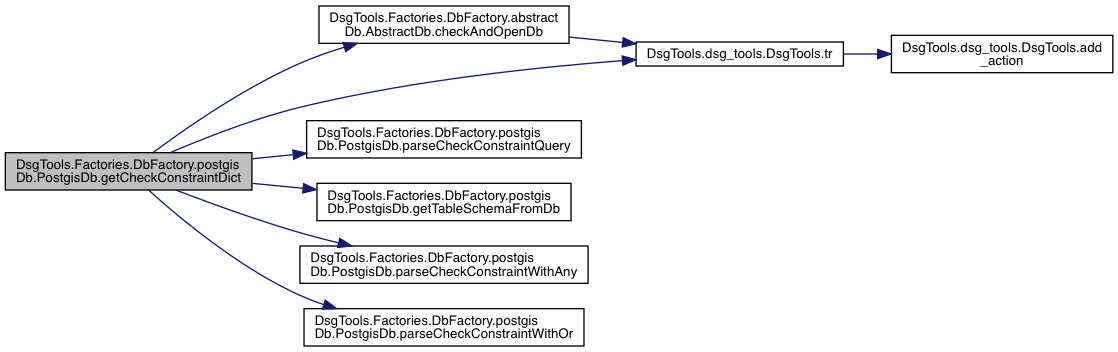 DsgTools.Factories.DbFactory.abstract
Db.AbstractDb.checkAndOpenDb
DsgTools.dsg_tools.DsgTools.tr
DsgTools.dsg_tools.DsgTools.add
_action
DsgTools.Factories.DbFactory.postgis
Db.PostgisDb.parseCheckConstraintQuery
DsgTools.Factories.DbFactory.postgis
Db.PostgisDb.getCheckConstraintDict
DsgTools.Factories.DbFactory.postgis
Db.PostgisDb.getTableSchemaFromDb
DsgTools.Factories.DbFactory.postgis
Db.PostgisDb.parseCheckConstraintWithAny
DsgTools.Factories.DbFactory.postgis
Db.PostgisDb.parseCheckConstraintWithOr